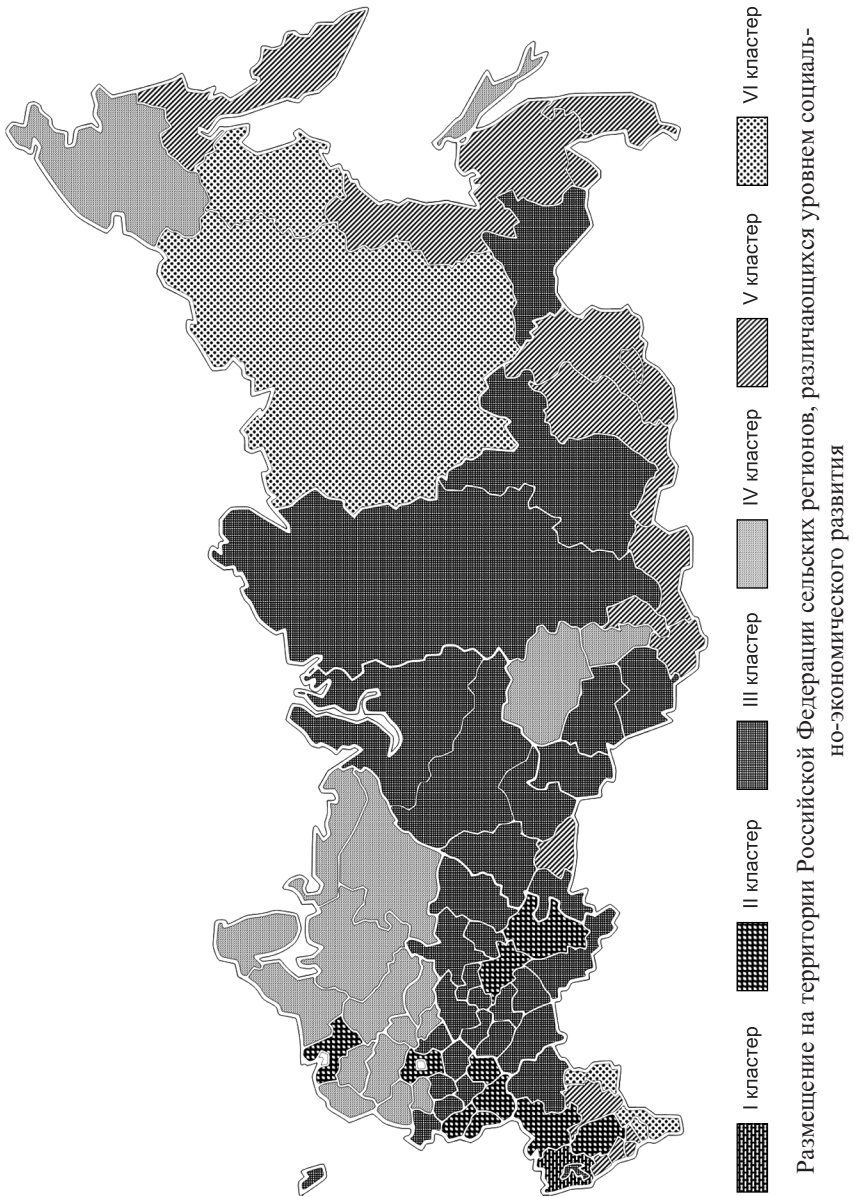 I кластер
II кластер
III кластер
IV кластер
V кластер
VI кластер
Размещение на территории Российской Федерации сельских регионов, различающихся уровнем социаль-
но-экономического развития